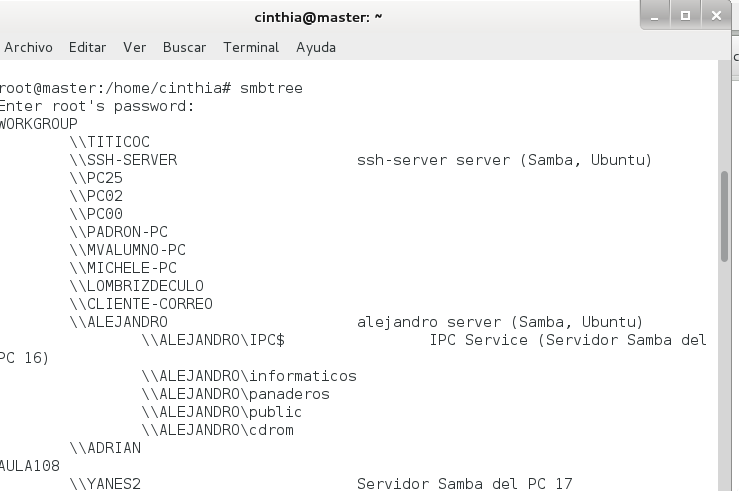 cinthia@master: ~
Archivo Editar Ver Buscar Terminal Ayuda
root@master:/home/cinthia# smbtree
Enter root's password:
WORKGROUP
\\TITICOC
\\SSH-SERVER ssh-server server (Samba, Ubuntu)
\\PC25
\\PC02
\\PC00
\\PADRON-PC
\\MVALUMNO-PC
\\MICHELE-PC
\\LOMBRIZDECULO
\\CLIENTE-CORREO
\\ALEJANDRO alejandro server (Samba, Ubuntu)
\\ALEJANDRO\IPC$ IPC Service (Servidor Samba del
PC 16)
\\ALEJANDRO\informaticos
\\ALEJANDRO\panaderos
\\ALEJANDRO\public
\\ALEJANDRO\cdrom
\\ADRIAN
AULA108
\\YANES2 Servidor Samba del PC 17